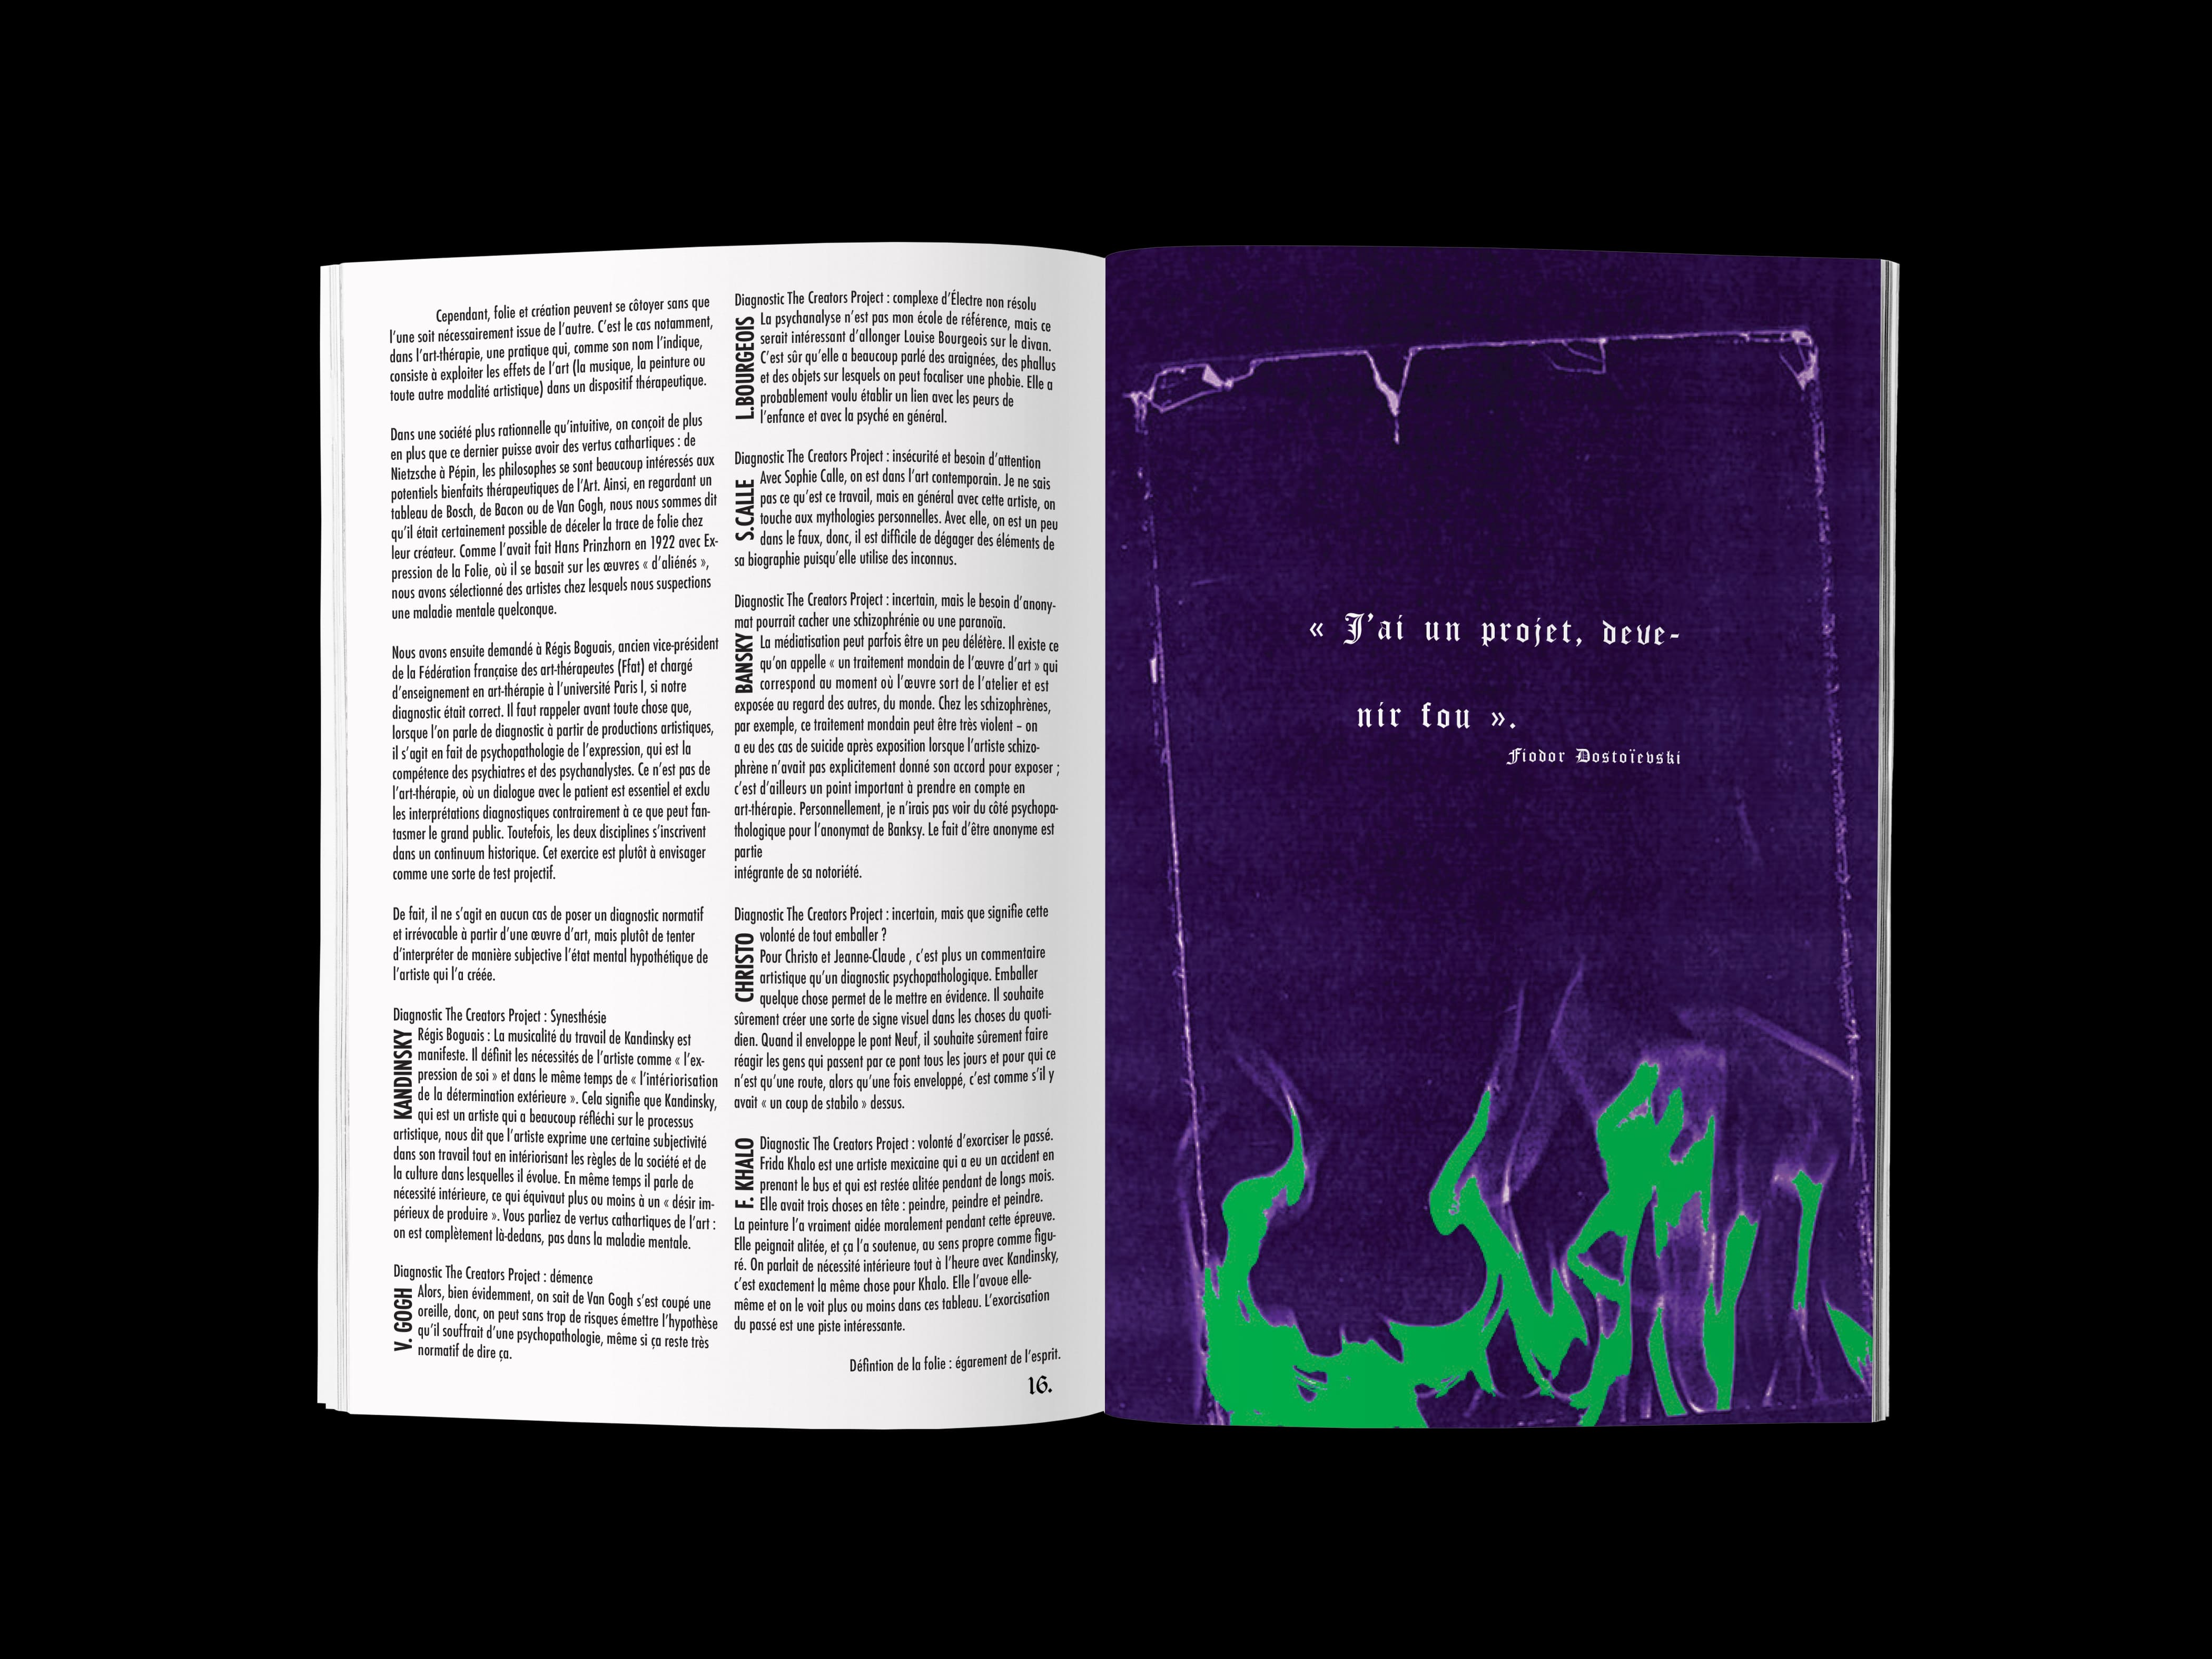 Cependant, folie et création peuvent se côtoyer sans que
l'une soit nécessairement issue de l'autre. C'est le cas notamment,
dans l'art-thérapie, une pratique qui, comme son nom l'indique,
consiste à exploiter les effets de l'art (la musique, la peinture ou
toute autre modalité artistique) dans un dispositif thérapeutique.
Dans une société plus rationnelle qu'intuitive, on conçoit de plus
en plus que ce dernier puisse avoir des vertus cathartiques : de
Nietzsche à Pépin, les philosophes se sont beaucoup intéressés aux
potentiels bienfaits thérapeutiques de l'Art. Ainsi, en regardant un
tableau de Bosch, de Bacon ou de Van Gogh, nous nous sommes dit
qu'il était certainement possible de déceler la trace de folie chez
leur créateur. Comme l'avait fait Hans Prinzhorn en 1922 avec Ex-
pression de la Folie, où il se basait sur les œuvres « d'aliénés »,
nous avons sélectionné des artistes chez lesquels nous suspections
une maladie mentale quelconque.
Nous avons ensuite demandé à Régis Boguais, ancien vice-président
de la Fédération française des art-thérapeutes (Ffat) et chargé
d'enseignement en art-thérapie à l'université Paris I, si notre
diagnostic était correct. Il faut rappeler avant toute chose que,
lorsque l'on parle de diagnostic à partir de productions artistiques,
il s'agit en fait de psychopathologie de l'expression, qui est la
compétence des psychiatres et des psychanalystes. Ce n'est pas de
l'art-thérapie, où un dialogue avec le patient est essentiel et exclu
les interprétations diagnostiques contrairement à ce que peut fan-
tasmer le grand public. Toutefois, les deux disciplines s'inscrivent
dans un continuum historique. Cet exercice est plutôt à envisager
comme une sorte de test projectif.
De fait, il ne s'agit en aucun cas de poser un diagnostic normatif
et irrévocable à partir d'une œuvre d'art, mais plutôt de tenter
d'interpréter de manière subjective l'état mental hypothétique de
l'artiste qui l'a créée.
Diagnostic The Creators Project : Synesthésie
KANDINSKY
Régis Boguais : La musicalité du travail de Kandinsky est
manifeste. Il définit les nécessités de l'artiste comme « l'ex-
pression de soi » et dans le même temps de « l'intériorisation
de la détermination extérieure ». Cela signifie que Kandinsky,
qui est un artiste qui a beaucoup réfléchi sur le processus
artistique, nous dit que l'artiste exprime une certaine subjectivité
dans son travail tout en intériorisant les règles de la société et de
la culture dans lesquelles il évolue. En même temps il parle de
nécessité intérieure, ce qui équivaut plus ou moins à un « désir im-
périeux de produire ». Vous parliez de vertus cathartiques de l'art :
on est complètement là-dedans, pas dans la maladie mentale.
Diagnostic The Creators Project : démence
V. GOGH
Alors, bien évidemment, on sait de Van Gogh s'est coupé une
oreille, donc, on peut sans trop de risques émettre l'hypothèse
qu'il souffrait d'une psychopathologie, même si ça reste très
normatif de dire ça.
Diagnostic The Creators Project : complexe d'Électre non résolu
L.BOURGEOIS
La psychanalyse n'est pas mon école de référence, mais ce
serait intéressant d'allonger Louise Bourgeois sur le divan.
C'est sûr qu'elle a beaucoup parlé des araignées, des phallus
et des objets sur lesquels on peut focaliser une phobie. Elle a
probablement voulu établir un lien avec les peurs de
l'enfance et avec la psyché en général.
Diagnostic The Creators Project : insécurité et besoin d'attention
S.CALLE
Avec Sophie Calle, on est dans l'art contemporain. Je ne sais
pas ce qu'est ce travail, mais en général avec cette artiste, on
touche aux mythologies personnelles. Avec elle, on est un peu
dans le faux, donc, il est difficile de dégager des éléments de
sa biographie puisqu'elle utilise des inconnus.
Diagnostic The Creators Project : incertain, mais le besoin d'anony-
mat pourrait cacher une schizophrénie ou une paranoïa.
BANSKY
La médiatisation peut parfois être un peu délétère. Il existe ce
qu'on appelle « un traitement mondain de l'œuvre d'art » qui
correspond au moment où l'œuvre sort de l'atelier et est
exposée au regard des autres, du monde. Chez les schizophrènes,
par exemple, ce traitement mondain peut être très violent – on
a eu des cas de suicide après exposition lorsque l'artiste schizo-
phrène n'avait pas explicitement donné son accord pour exposer ;
c'est d'ailleurs un point important à prendre en compte en
art-thérapie. Personnellement, je n'irais pas voir du côté psychopa-
thologique pour l'anonymat de Banksy. Le fait d'être anonyme est
partie
intégrante de sa notoriété.
Diagnostic The Creators Project : incertain, mais que signifie cette
volonté de tout emballer ?
CHRISTO
Pour Christo et Jeanne-Claude , c'est plus un commentaire
artistique qu'un diagnostic psychopathologique. Emballer
quelque chose permet de le mettre en évidence. Il souhaite
sûrement créer une sorte de signe visuel dans les choses du quoti-
dien. Quand il enveloppe le pont Neuf, il souhaite sûrement faire
réagir les gens qui passent par ce pont tous les jours et pour qui ce
n'est qu'une route, alors qu'une fois enveloppé, c'est comme s'il y
avait « un coup de stabilo » dessus.
F. KHALO
Diagnostic The Creators Project : volonté d'exorciser le passé.
Frida Khalo est une artiste mexicaine qui a eu un accident en
prenant le bus et qui est restée alitée pendant de longs mois.
Elle avait trois choses en tête : peindre, peindre et peindre.
La peinture l'a vraiment aidée moralement pendant cette épreuve.
Elle peignait alitée, et ça l'a soutenue, au sens propre comme figu-
ré. On parlait de nécessité intérieure tout à l'heure avec Kandinsky,
c'est exactement la même chose pour Khalo. Elle l'avoue elle-
même et on le voit plus ou moins dans ces tableau. L'exorcisation
du passé est une piste intéressante.
Défintion de la folie : égarement de l'esprit.
16.
« J'ai un projet, deve-
nir fou ».
Fiodor Dostoïevski